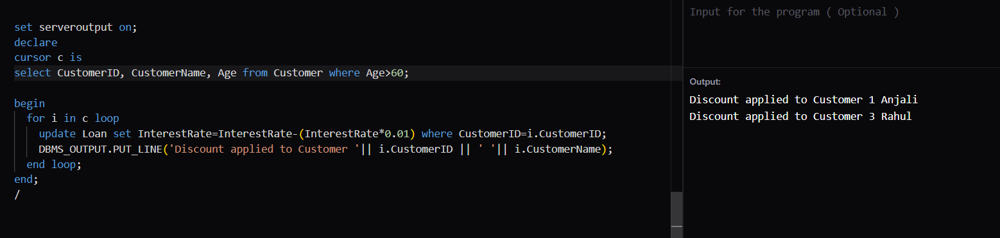 set serveroutput on;
declare
cursor c is
select CustomerID, CustomerName, Age from Customer where Age>60;
begin
for i in c loop
update Loan set InterestRate=InterestRate-(InterestRate*0.01) where CustomerID=i.CustomerID;
DBMS_OUTPUT.PUT_LINE('Discount applied to Customer '|| i.CustomerID || ' '|| i.CustomerName);
end loop;
end;
/
Input for the program ( Optional )
Output:
Discount applied to Customer 1 Anjali
Discount applied to Customer 3 Rahul